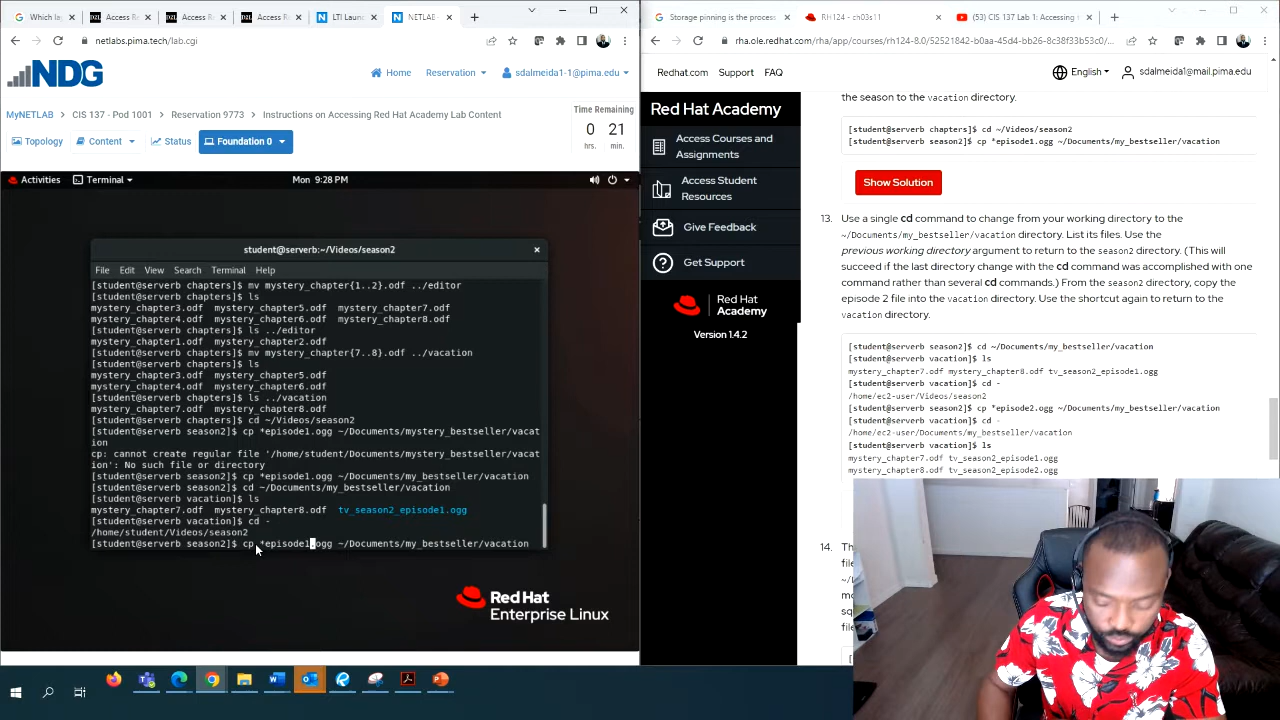 Which la
Access Re
Access Re
Access Re
LTI Laun
NETLAB-
netlabs.pima.tech/lab.cgi
NDG
Home
Reservation
sdalmeida1-1@pima.edu
MyNETLAB
CIS 137 - Pod 1001
Reservation 9773
Instructions on Accessing Red Hat Academy Lab Content
Time Remaining
0 21
hrs. min.
Topology
Content
Status
Foundation 0
Activities
Terminal
Mon 9:28 PM
student@serverb:~/Videos/season2
File Edit View Search Terminal Help
[student@serverb chapters]$ mv mystery_chapter{1..2}.odf ../editor
[student@serverb chapters]$ ls
mystery_chapter3.odf mystery_chapter5.odf mystery_chapter7.odf
mystery_chapter4.odf mystery_chapter6.odf mystery_chapter8.odf
[student@serverb chapters]$ ls ../editor
mystery_chapter1.odf mystery_chapter2.odf
[student@serverb chapters]$ mv mystery_chapter{7..8}.odf ../vacation
[student@serverb chapters]$ ls
mystery_chapter3.odf mystery_chapter5.odf
mystery_chapter4.odf mystery_chapter6.odf
[student@serverb chapters]$ ls ../vacation
mystery_chapter7.odf mystery_chapter8.odf
[student@serverb chapters]$ cd ~/Videos/season2
[student@serverb season2]$ cp *episode1.ogg ~/Documents/mystery_bestseller/vacat
ion
cp: cannot create regular file '/home/student/Documents/mystery_bestseller/vacat
ion': No such file or directory
[student@serverb season2]$ cp *episode1.ogg ~/Documents/my_bestseller/vacation
[student@serverb season2]$ cd ~/Documents/my_bestseller/vacation
[student@serverb vacation]$ ls
mystery_chapter7.odf mystery_chapter8.odf tv_season2_episode1.ogg
[student@serverb vacation]$ cd -
/home/student/Videos/season2
[student@serverb season2]$ cp *episode1.ogg ~/Documents/my_bestseller/vacation
Red Hat
Enterprise Linux
Storage pinning is the process
RH124 - ch03s11
(53) CIS 137 Lab 1: Accessing
rha.ole.redhat.com/rha/app/courses/rh124-8.0/52521842-b0aa-45d4-bb26-8c38f33b53c0/...
Redhat.com Support FAQ
English
sdalmeida1@mail.pima.edu
Red Hat Academy
Access Courses and
Assignments
Access Student
Resources
Give Feedback
Get Support
Red Hat
Academy
Version 1.4.2
the season to the vacation directory.
[student@serverb chapters]$ cd ~/Videos/season2
[student@serverb season2]$ cp *episode1.ogg ~/Documents/my_bestseller/vacation
Show Solution
13. Use a single cd command to change from your working directory to the
~/Documents/my_bestseller/vacation directory. List its files. Use the
previous working directory argument to return to the season2 directory. (This will
succeed if the last directory change with the cd command was accomplished with one
command rather than several cd commands.) From the season2 directory, copy the
episode 2 file into the vacation directory. Use the shortcut again to return to the
vacation directory.
[student@serverb season2]$ cd ~/Documents/my_bestseller/vacation
[student@serverb vacation]$ ls
mystery_chapter7.odf mystery_chapter8.odf tv_season2_episode1.ogg
[student@serverb vacation]$ cd -
/home/ec2-user/Videos/season2
[student@serverb season2]$ cp *episode2.ogg ~/Documents/my_bestseller/vacation
[student@serverb season2]$ cd -
/home/ec2-user/Documents/my_bestseller/vacation
[student@serverb vacation]$ ls
mystery_chapter7.odf tv_season2_episode1.ogg
mystery_chapter8.odf tv_season2_episode2.ogg
14.